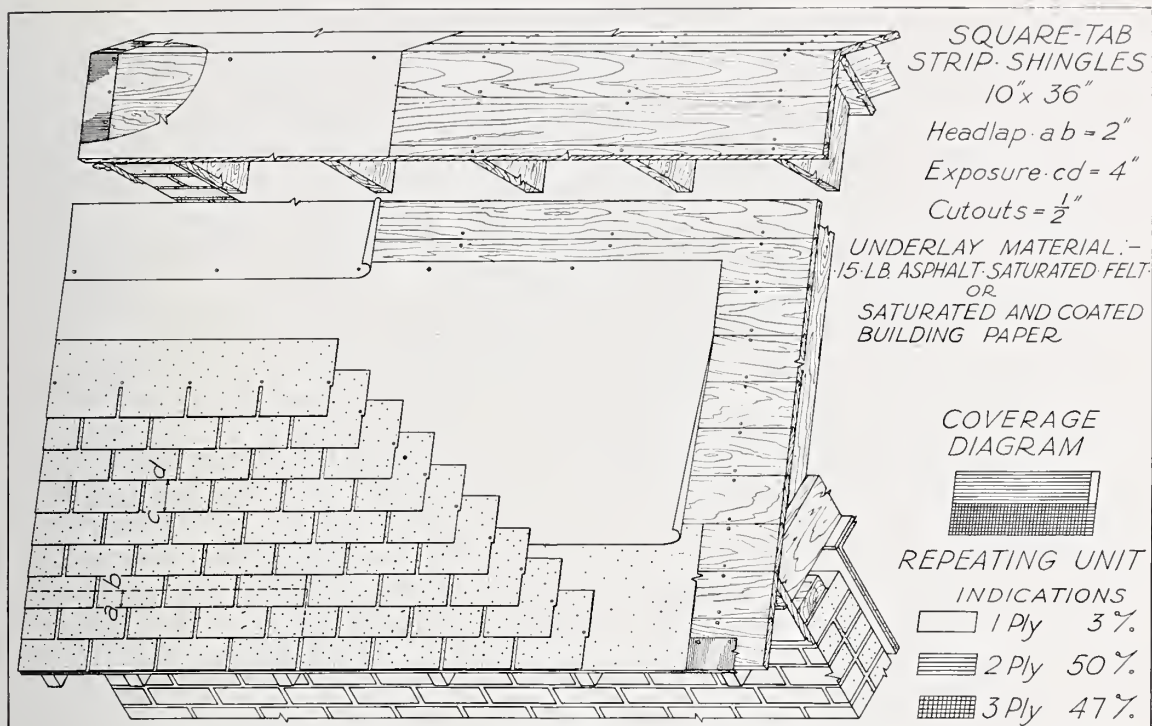 SQUARE-TAB
STRIP·SHINGLES
10"x 36"
Headlap·ab = 2"
Exposure·cd = 4"
Cutouts = 1/2"
UNDERLAY MATERIAL:-
15·LB. ASPHALT·SATURATED·FELT·
OR
SATURATED AND COATED
BUILDING PAPER
COVERAGE
DIAGRAM
REPEATING UNIT
INDICATIONS
1 Ply 3%
2 Ply 50%
3 Ply 47%
d
c
b
a